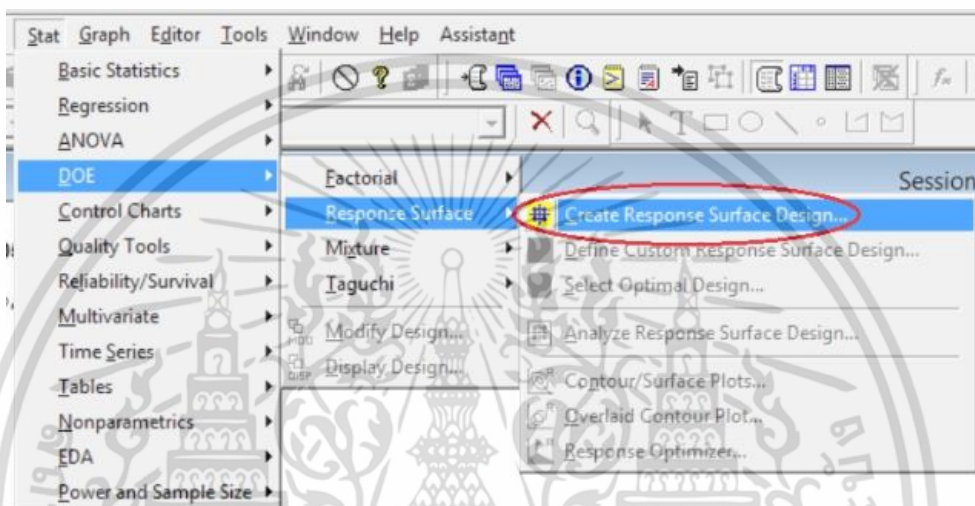 Stat Graph Editor Tools Window Help Assistant
Basic Statistics
Regression
ANOVA
DOE
Control Charts
Quality Tools
Reliability/Survival
Multivariate
Time Series
Tables
Nonparametrics
EDA
Power and Sample Size
Factorial
Response Surface
Mixture
Taguchi
Modify Design...
Display Design...
Session
Create Response Surface Design...
Define Custom Response Surface Design...
Select Optimal Design...
Analyze Response Surface Design...
Contour/Surface Plots...
Overlaid Contour Plot...
Response Optimizer...